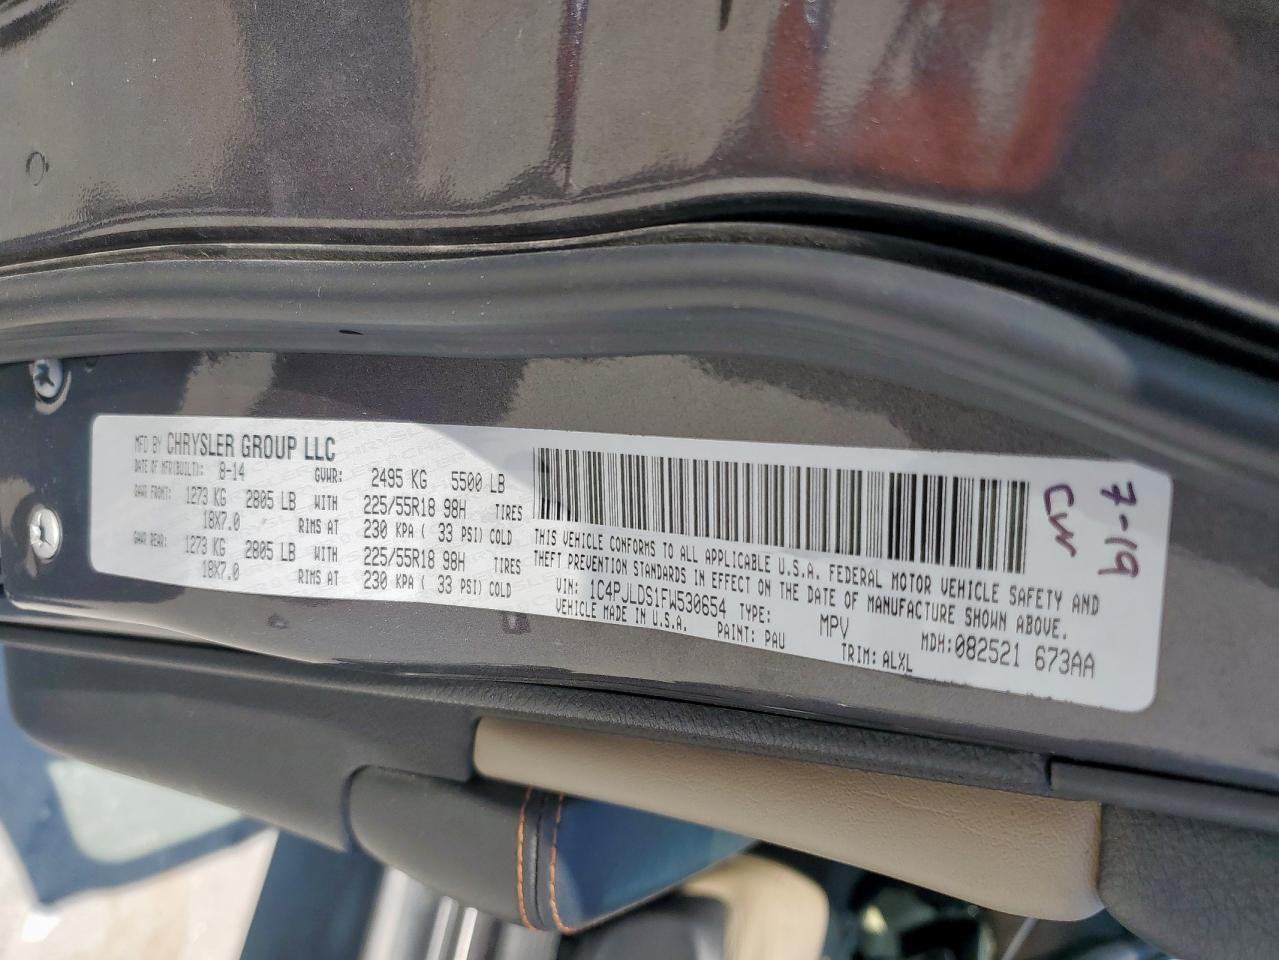 MFD BY CHRYSLER GROUP LLC
DATE OF MFR(BUILT): 8-14 GVWR: 2495 KG 5500 LB
GAWR FRONT: 1273 KG 2805 LB WITH 225/55R18 98H TIRES
18X7.0 RIMS AT 230 KPA ( 33 PSI) COLD
GAWR REAR: 1273 KG 2805 LB WITH 225/55R18 98H TIRES
18X7.0 RIMS AT 230 KPA ( 33 PSI) COLD
THIS VEHICLE CONFORMS TO ALL APPLICABLE U.S.A. FEDERAL MOTOR VEHICLE SAFETY AND
THEFT PREVENTION STANDARDS IN EFFECT ON THE DATE OF MANUFACTURE SHOWN ABOVE.
VIN: 1C4PJLDS1FW530654 TYPE: MPV MDH:082521 673AA
VEHICLE MADE IN U.S.A. PAINT: PAU TRIM: ALXL
7-19
CW